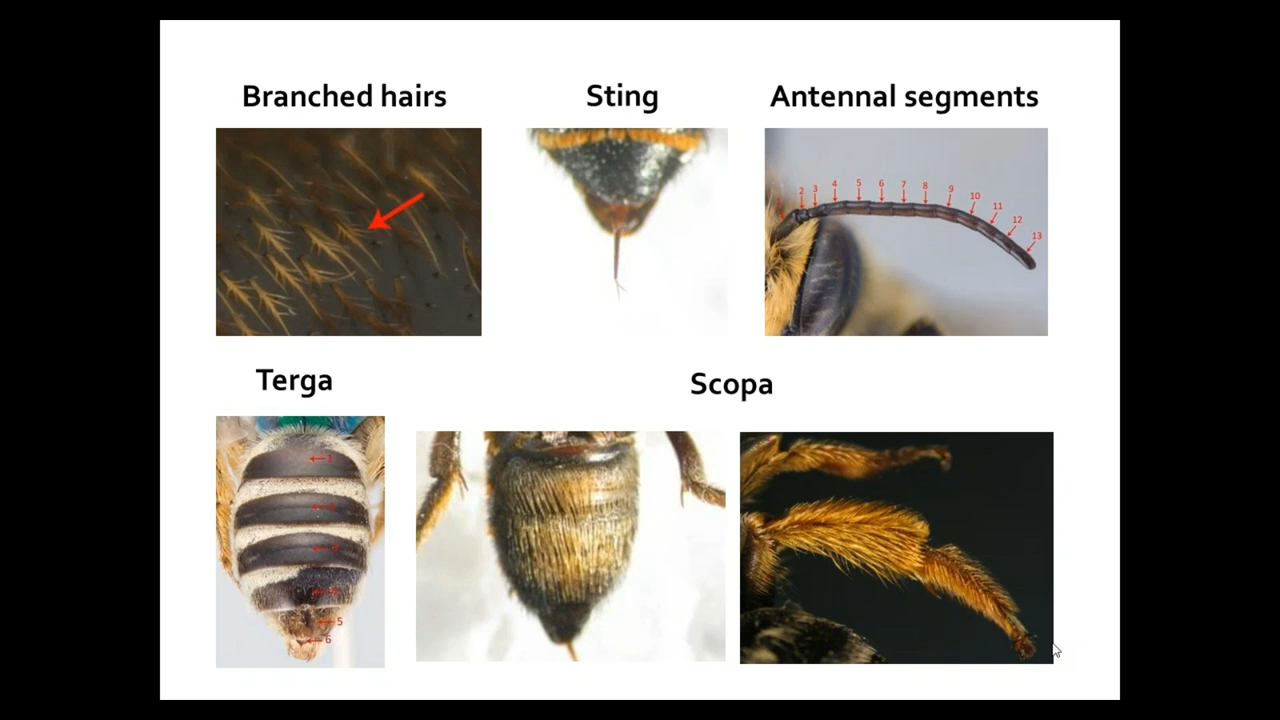 Branched hairs
Sting
Antennal segments
2 3 4 5 6 7 8 9 10 11 12 13
Terga
Scopa
1
5
6